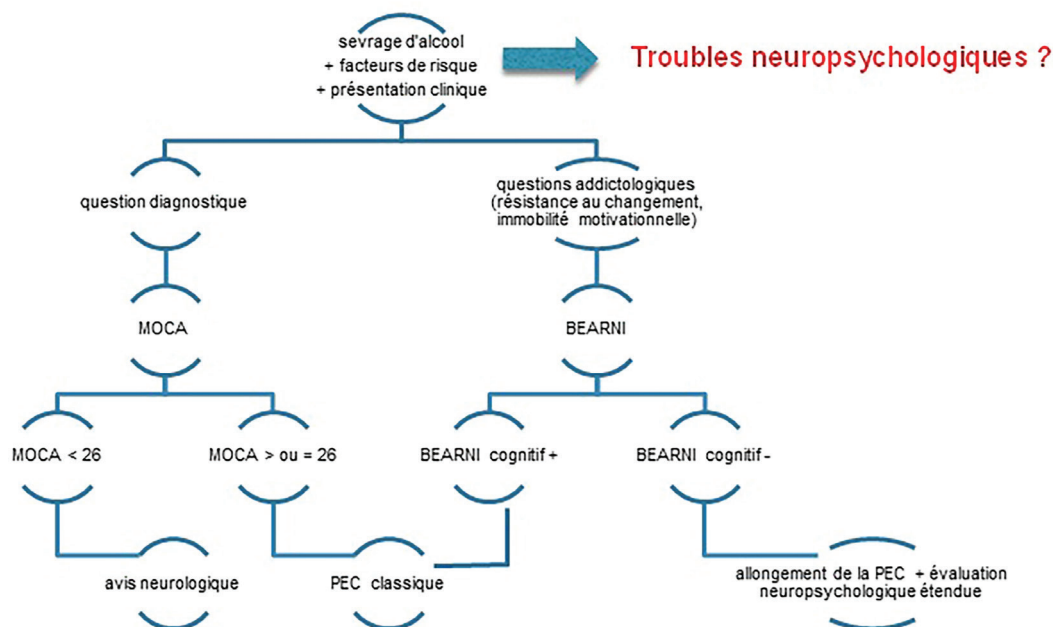 sevrage d'alcool
+ facteurs de risque
+ présentation clinique
Troubles neuropsychologiques ?
question diagnostique
questions addictologiques
(résistance au changement,
immobilité motivationnelle)
MOCA
BEARNI
MOCA < 26
MOCA > ou = 26
BEARNI cognitif +
BEARNI cognitif -
avis neurologique
PEC classique
allongement de la PEC + évaluation
neuropsychologique étendue